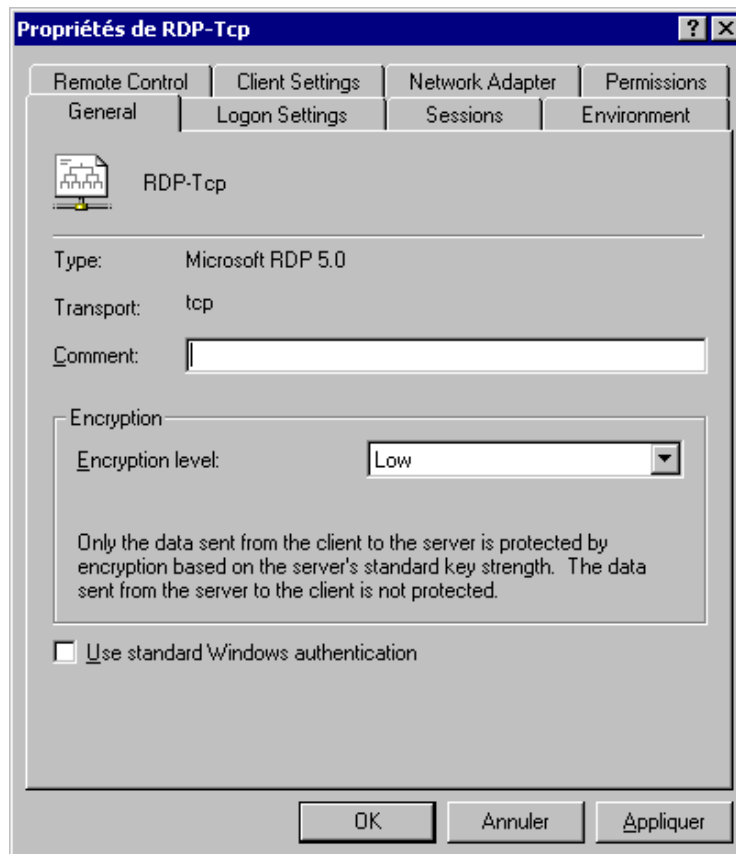 Propriétés de RDP-Tcp
Remote Control Client Settings Network Adapter Permissions
General Logon Settings Sessions Environment
RDP-Tcp
Type: Microsoft RDP 5.0
Transport: tcp
Comment:
Encryption
Encryption level: Low
Only the data sent from the client to the server is protected by
encryption based on the server's standard key strength. The data
sent from the server to the client is not protected.
Use standard Windows authentication
OK Annuler Appliquer